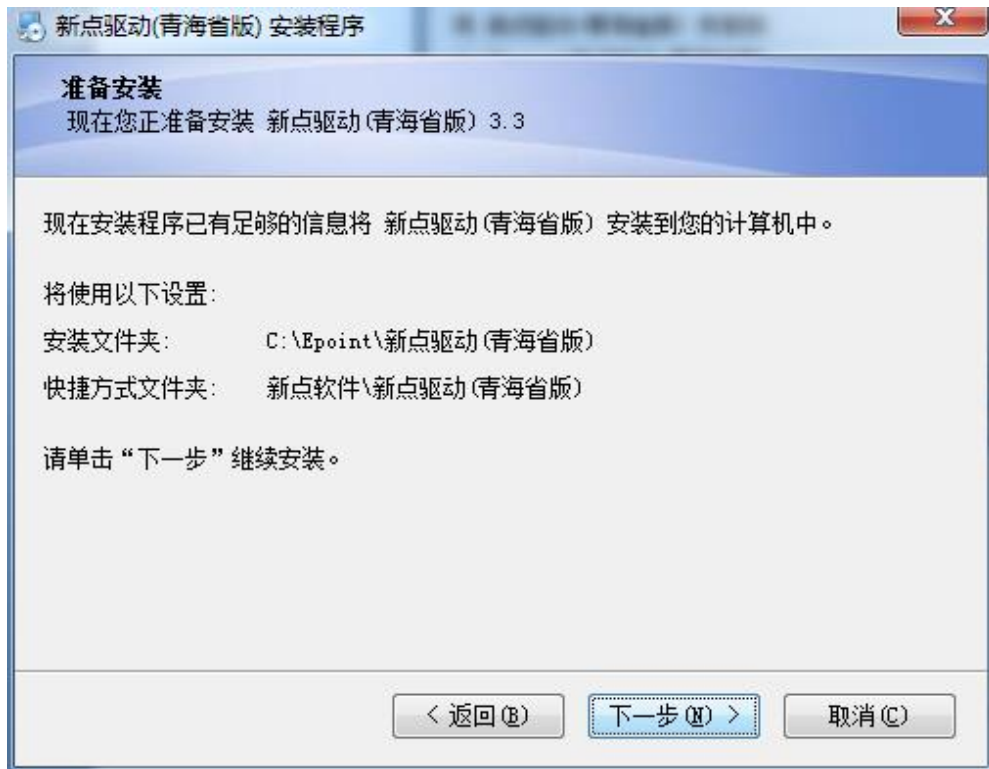 新点驱动(青海省版) 安装程序
准备安装
现在您正准备安装 新点驱动(青海省版) 3.3
现在安装程序已有足够的信息将 新点驱动(青海省版) 安装到您的计算机中。
将使用以下设置:
安装文件夹: C:\Epoint\新点驱动(青海省版)
快捷方式文件夹: 新点软件\新点驱动(青海省版)
请单击“下一步”继续安装。
< 返回(B) 下一步(N) > 取消(C)